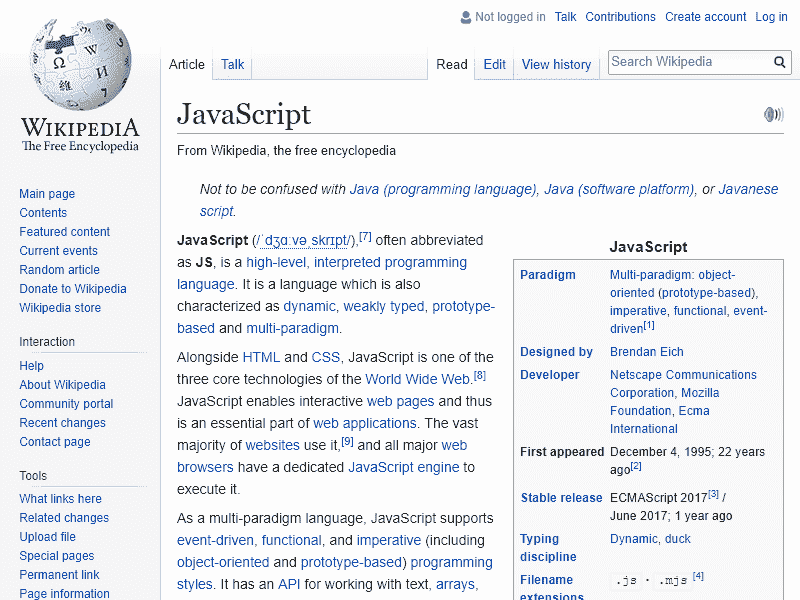 Not logged in Talk Contributions Create account Log in
Article Talk Read Edit View history Search Wikipedia
WIKIPEDIA
The Free Encyclopedia
Main page
Contents
Featured content
Current events
Random article
Donate to Wikipedia
Wikipedia store
Interaction
Help
About Wikipedia
Community portal
Recent changes
Contact page
Tools
What links here
Related changes
Upload file
Special pages
Permanent link
Page information
JavaScript
From Wikipedia, the free encyclopedia
Not to be confused with Java (programming language), Java (software platform), or Javanese
script.
JavaScript (/ˈdʒɑːvəˌskrɪpt/),[7] often abbreviated
as JS, is a high-level, interpreted programming
language. It is a language which is also
characterized as dynamic, weakly typed, prototype-
based and multi-paradigm.
Alongside HTML and CSS, JavaScript is one of the
three core technologies of the World Wide Web.[8]
JavaScript enables interactive web pages and thus
is an essential part of web applications. The vast
majority of websites use it,[9] and all major web
browsers have a dedicated JavaScript engine to
execute it.
As a multi-paradigm language, JavaScript supports
event-driven, functional, and imperative (including
object-oriented and prototype-based) programming
styles. It has an API for working with text, arrays,
JavaScript
Paradigm Multi-paradigm: object-
oriented (prototype-based),
imperative, functional, event-
driven[1]
Designed by Brendan Eich
Developer Netscape Communications
Corporation, Mozilla
Foundation, Ecma
International
First appeared December 4, 1995; 22 years
ago[2]
Stable release ECMAScript 2017[3] /
June 2017; 1 year ago
Typing Dynamic, duck
discipline
Filename .js · .mjs [4]
extensions